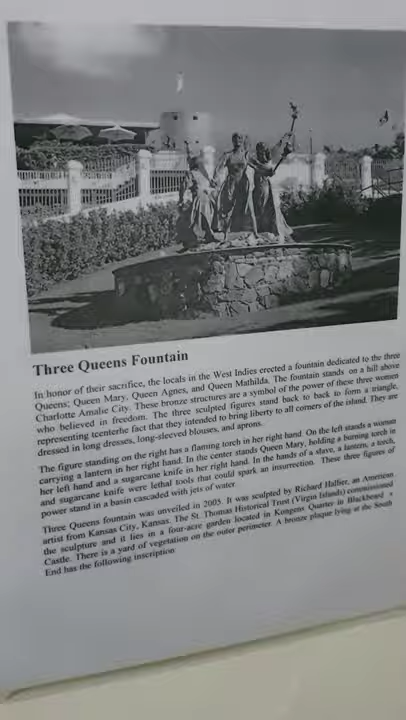 Three Queens Fountain
In honor of their sacrifice, the locals in the West Indies erected a fountain dedicated to the three
Queens; Queen Mary, Queen Agnes, and Queen Mathilda. The fountain stands on a hill above
Charlotte Amalie City. These bronze structures are a symbol of the power of these three women
who believed in freedom. The three sculpted figures stand back to back to form a triangle,
representing tcenterhe fact that they intended to bring liberty to all corners of the island. They are
dressed in long dresses, long-sleeved blouses, and aprons.
The figure standing on the right has a flaming torch in her right hand. On the left stands a woman
carrying a lantern in her right hand. In the center stands Queen Mary, holding a burning torch in
her left hand and a sugarcane knife in her right hand. In the hands of a slave, a lantern, a torch,
and sugarcane knife were lethal tools that could spark an insurrection. These three figures of
power stand in a basin cascaded with jets of water.
Three Queens fountain was unveiled in 2005. It was sculpted by Richard Hallier, an American
artist from Kansas City, Kansas. The St. Thomas Historical Trust (Virgin Islands) commissioned
the sculpture and it lies in a four-acre garden located in Kongens Quarter in Blackbeard
Castle. There is a yard of vegetation on the outer perimeter. A bronze plaque lying at the South
End has the following inscription